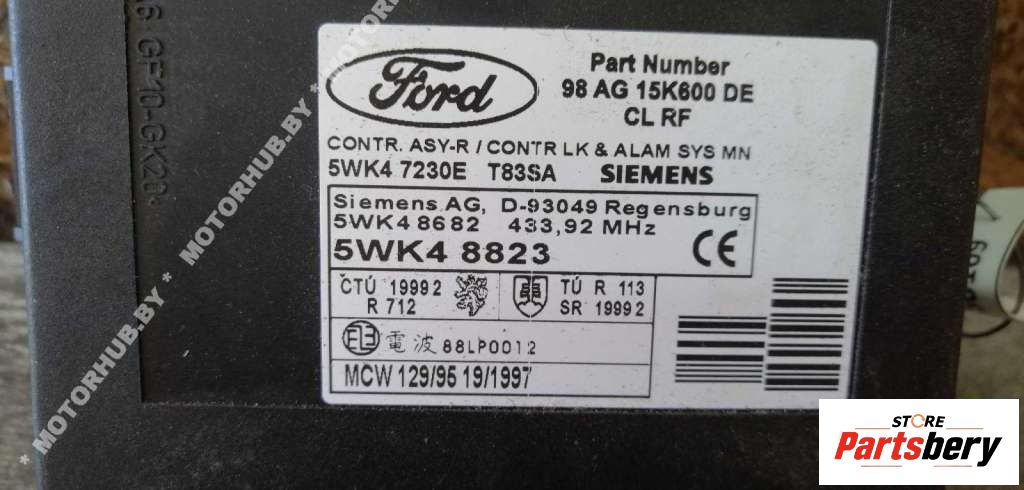 Ford
Part Number
98 AG 15K600 DE
CL RF
CONTR. ASY-R / CONTR LK & ALAM SYS MN
5WK4 7230E T83SA SIEMENS
Siemens AG, D-93049 Regensburg
5WK4 8682 433,92 MHz
5WK4 8823 CE
ČTÚ 1999 2 TÚ R 113
R 712 SR 1999 2
電波 88LP0012
MCW 129/95 19/1997
* MOTORHUB.BY * MOTORHUB.BY * MOTORHUB.BY *
STORE
Partsbery